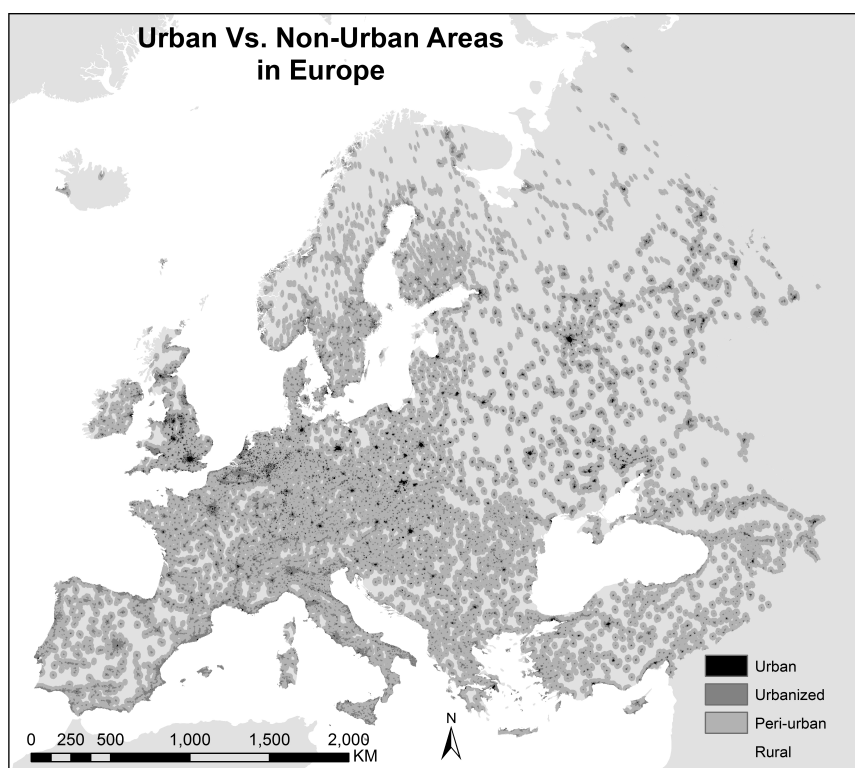 Urban Vs. Non-Urban Areas
in Europe
Urban
Urbanized
Peri-urban
Rural
N
0 250 500 1,000 1,500 2,000
KM